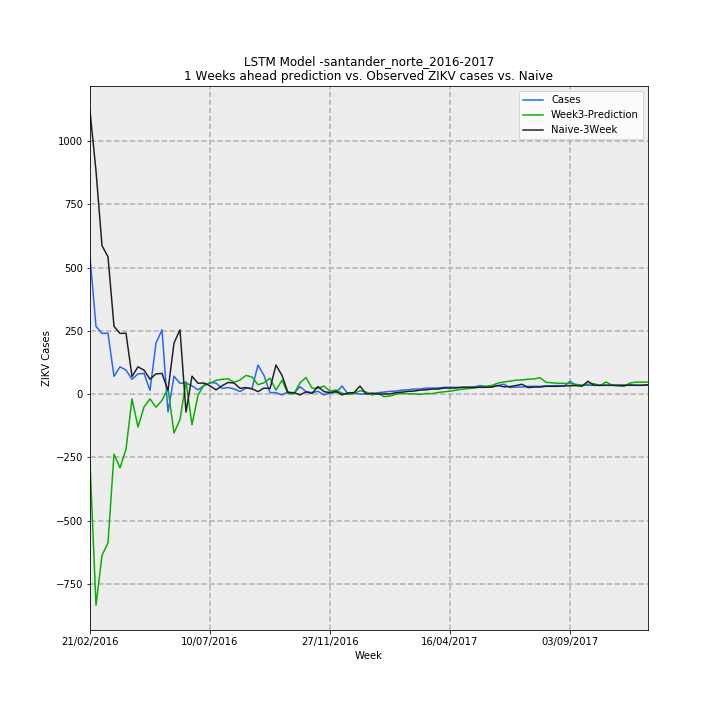 LSTM Model -santander_norte_2016-2017
1 Weeks ahead prediction vs. Observed ZIKV cases vs. Naive
Cases
Week3-Prediction
Naive-3Week
1000
750
500
250
0
−250
−500
−750
ZIKV Cases
21/02/2016
10/07/2016
27/11/2016
16/04/2017
03/09/2017
Week